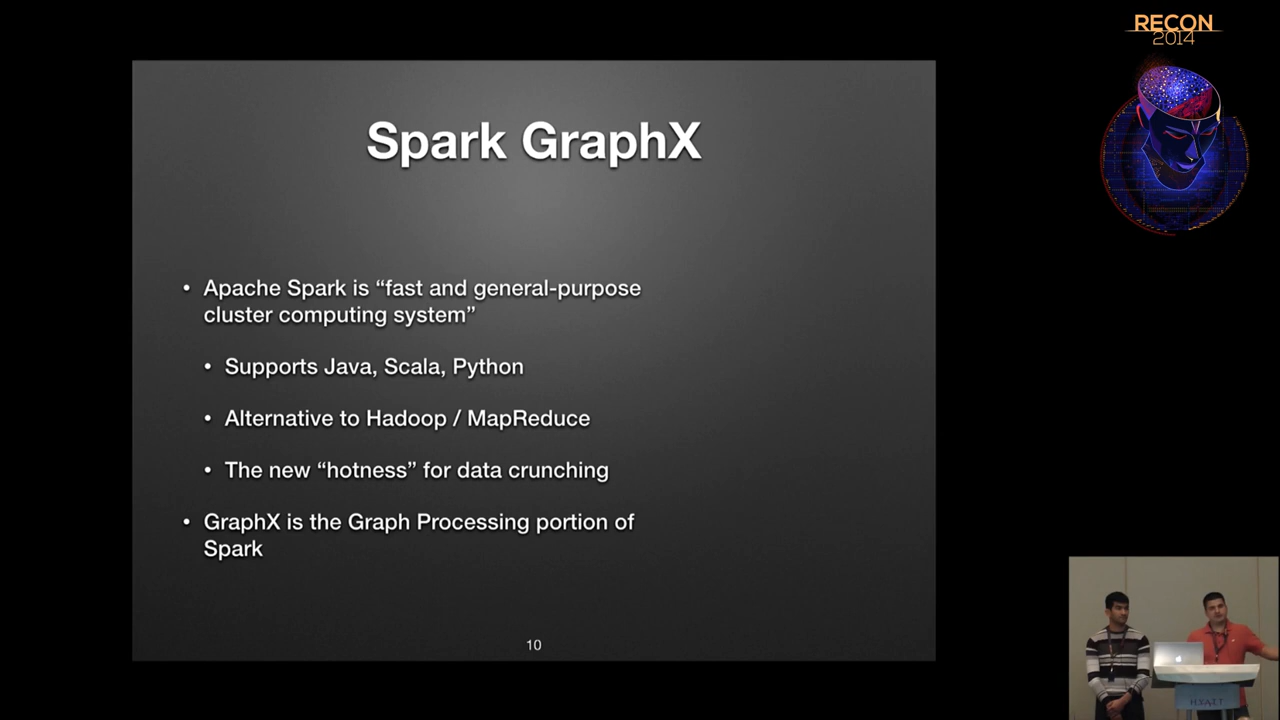 RECON
2014
Spark GraphX
• Apache Spark is “fast and general-purpose
cluster computing system”
• Supports Java, Scala, Python
• Alternative to Hadoop / MapReduce
• The new “hotness” for data crunching
• GraphX is the Graph Processing portion of
Spark
10
HYATT